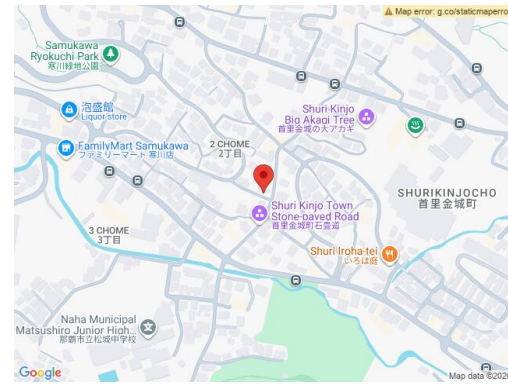 Map error: g.co/staticmaperro
Samukawa
Ryokuchi Park
寒川緑地公園
泡盛館
Liquor store
Shuri Kinjo
Big Akagi Tree
首里金城の大アカギ
FamilyMart Samukawa
ファミリーマート 寒川店
2 CHOME
2丁目
SHURIKINJOCHO
首里金城町
Shuri Kinjo Town
Stone-paved Road
首里金城町石畳道
3 CHOME
3丁目
Shuri Iroha-tei
いろは庭
Naha Municipal
Matsushiro Junior High...
那覇市立松城中学校
Google
Map data ©202